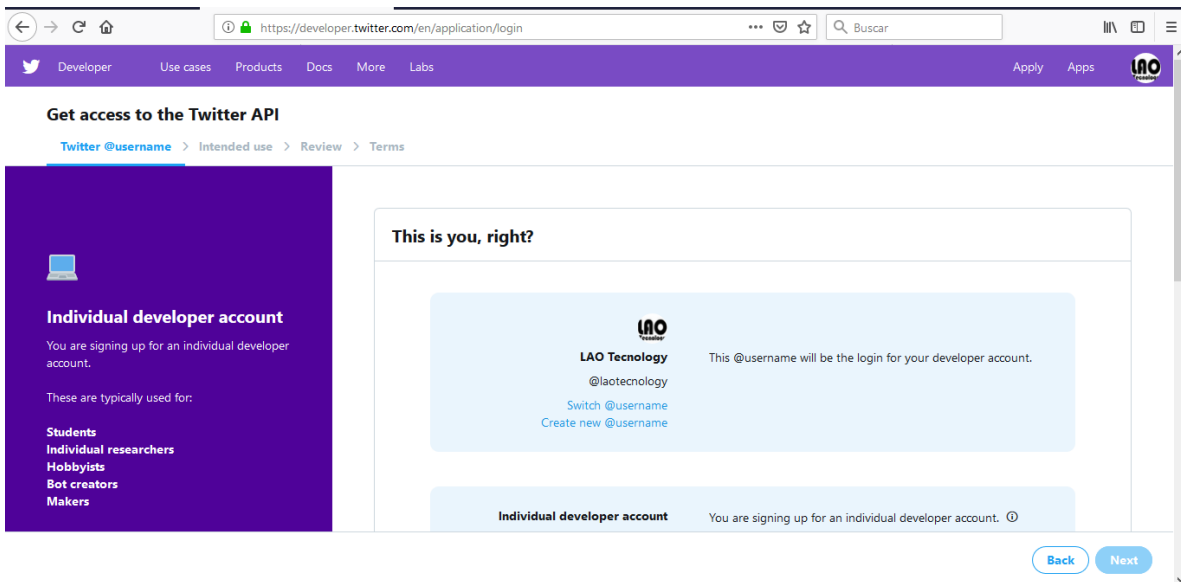 https://developer.twitter.com/en/application/login
Buscar
Developer Use cases Products Docs More Labs Apply Apps LAO Tecnology
Get access to the Twitter API
Twitter @username > Intended use > Review > Terms
Individual developer account
You are signing up for an individual developer
account.
These are typically used for:
Students
Individual researchers
Hobbyists
Bot creators
Makers
This is you, right?
LAO Tecnology
LAO Tecnology
@laotecnology
Switch @username
Create new @username
This @username will be the login for your developer account.
Individual developer account
You are signing up for an individual developer account.
Back
Next